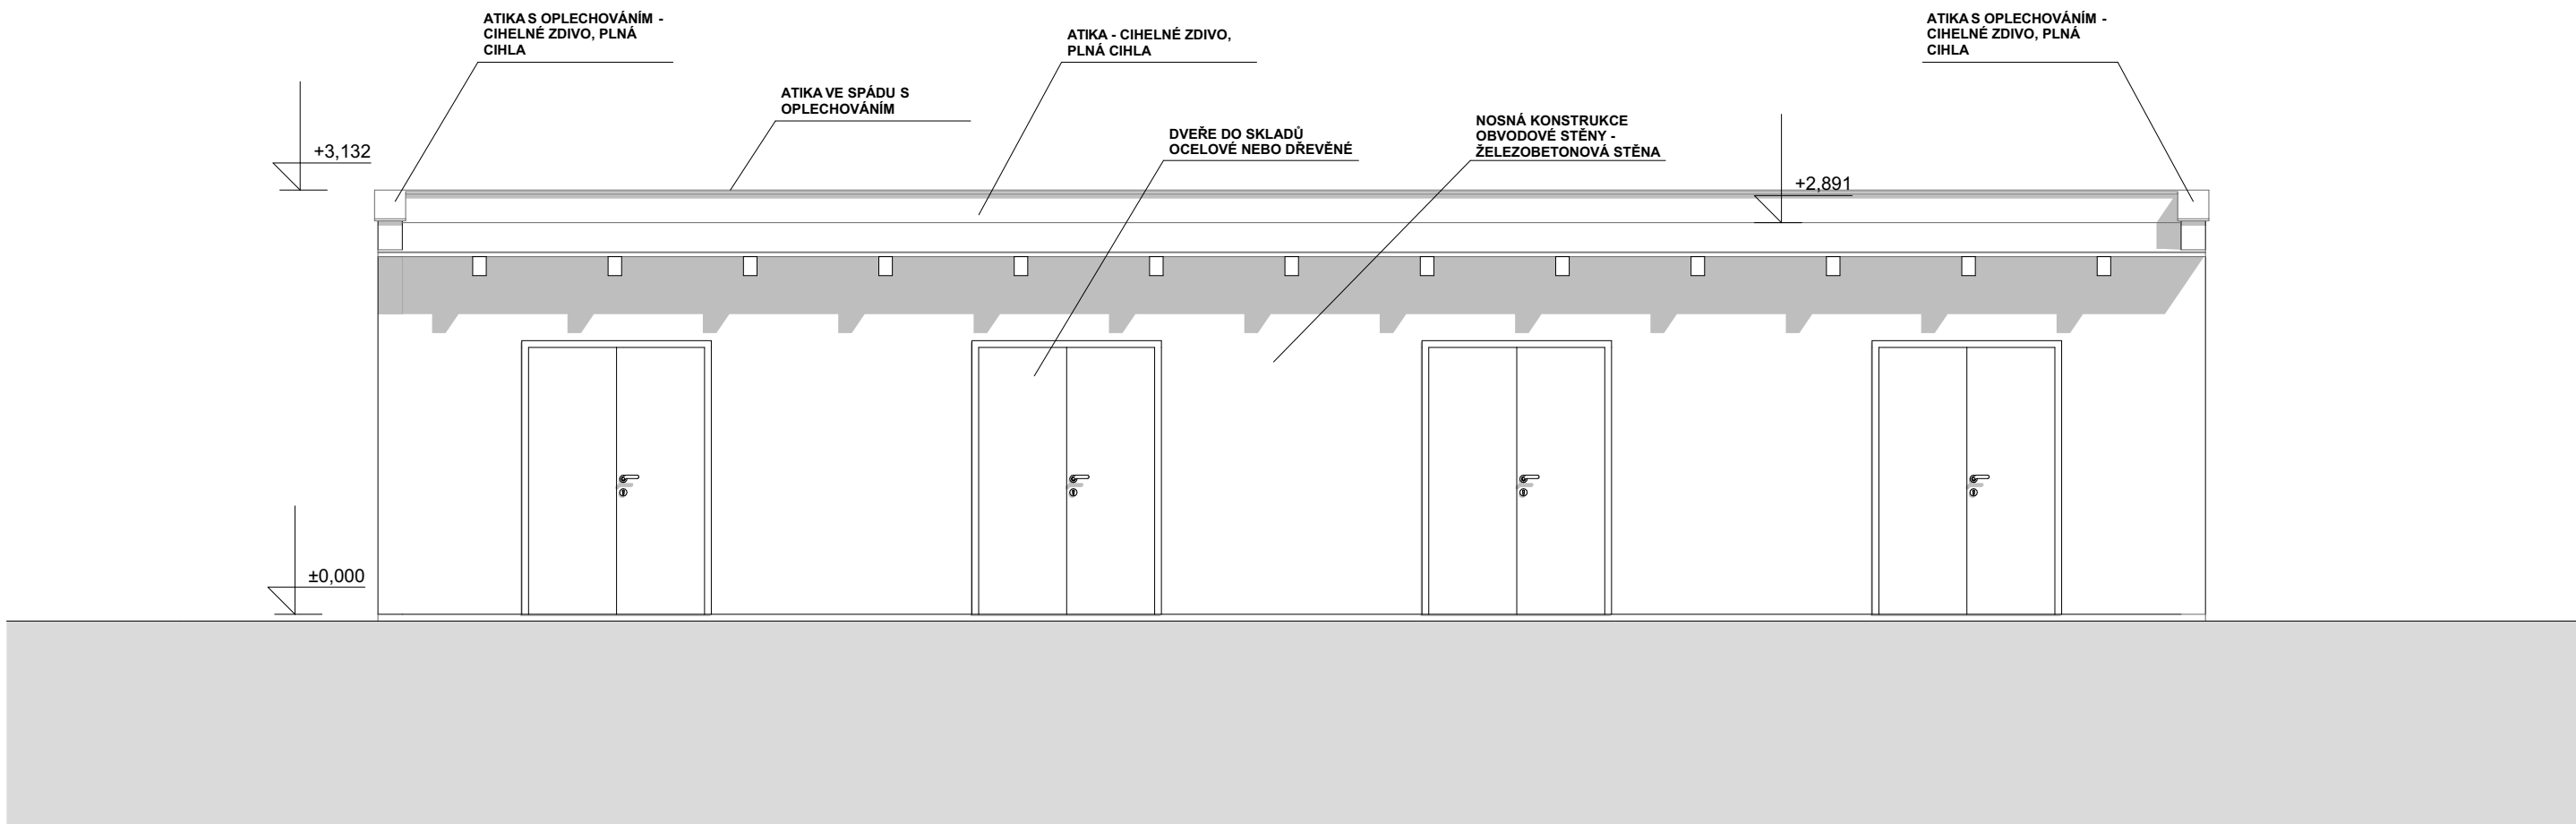 ATIKA S OPLECHOVÁNÍM -
CIHELNÉ ZDIVO, PLNÁ
CIHLA
ATIKA - CIHELNÉ ZDIVO,
PLNÁ CIHLA
ATIKA S OPLECHOVÁNÍM -
CIHELNÉ ZDIVO, PLNÁ
CIHLA
ATIKA VE SPÁDU S
OPLECHOVÁNÍM
DVEŘE DO SKLADŮ
OCELOVÉ NEBO DŘEVĚNÉ
NOSNÁ KONSTRUKCE
OBVODOVÉ STĚNY -
ŽELEZOBETONOVÁ STĚNA
+3,132
+2,891
±0,000